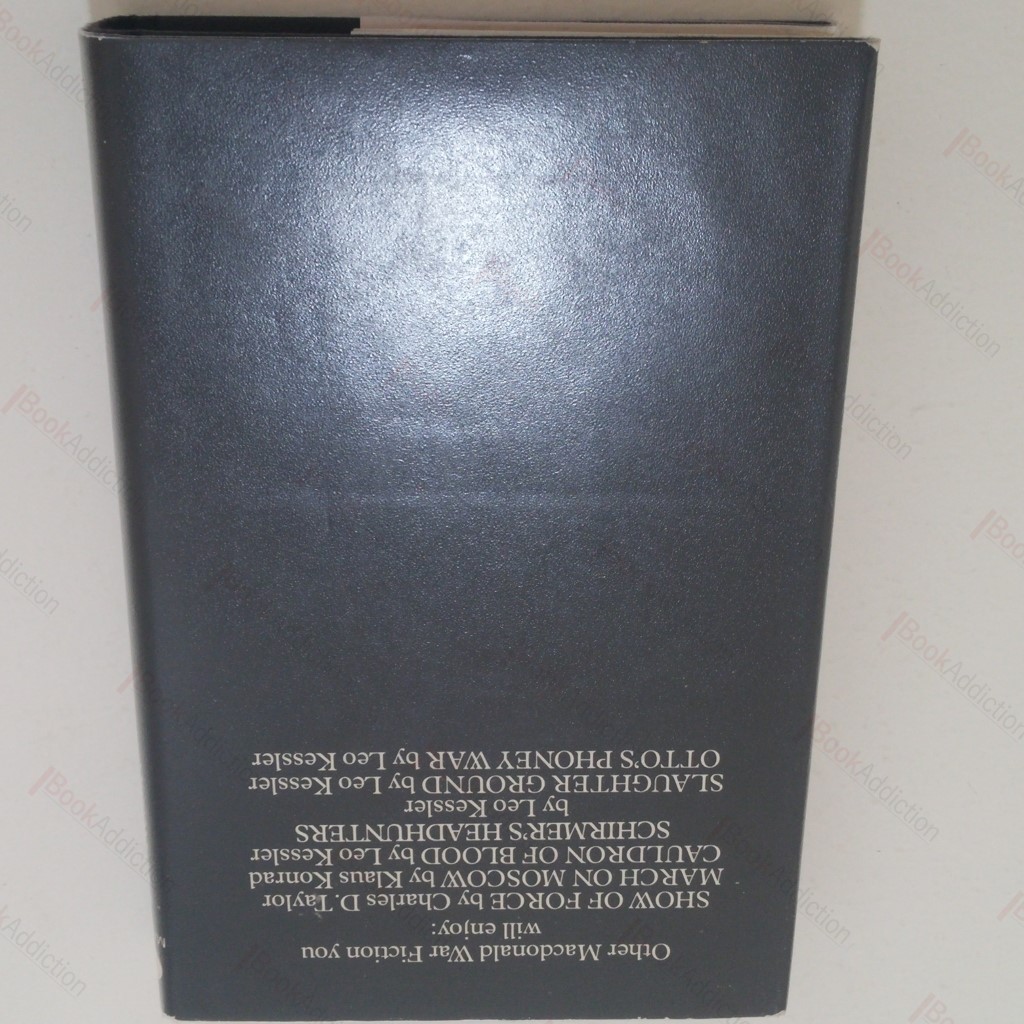 Other Macdonald War Fiction you
will enjoy:
SHOW OF FORCE by Charles D. Taylor
MARCH ON MOSCOW by Klaus Konrad
CAULDRON OF BLOOD by Leo Kessler
SCHIRMER'S HEADHUNTERS
by Leo Kessler
SLAUGHTER GROUND by Leo Kessler
OTTO'S PHONEY WAR by Leo Kessler
BookAddiction